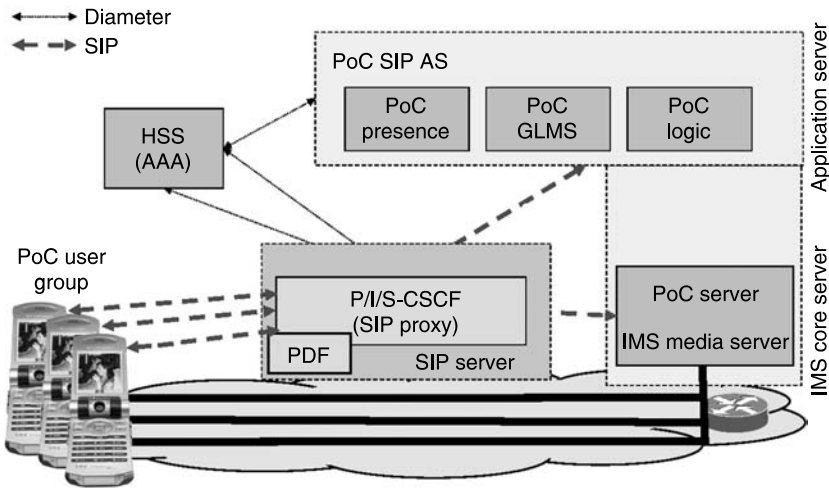 Diameter
SIP
PoC SIP AS
PoC
presence
PoC
GLMS
PoC
logic
Application server
HSS
(AAA)
PoC user
group
P/I/S-CSCF
(SIP proxy)
PDF
SIP server
PoC server
IMS media server
IMS core server